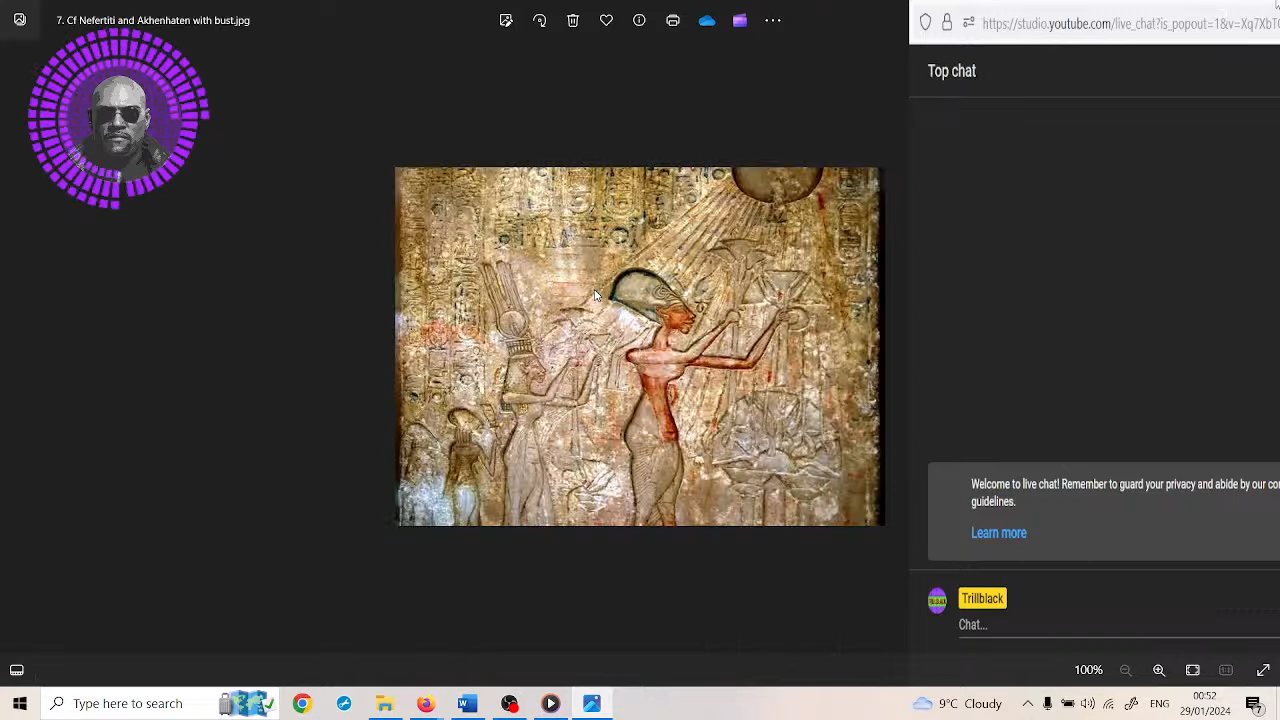 7. Cf Nefertiti and Akhenhaten with bust.jpg
https://studio.youtube.com/live_chat?is_popout=1&v=Xq7Xb1
Top chat
Welcome to live chat! Remember to guard your privacy and abide by our co
guidelines.
Learn more
Trillblack
Chat...
100%
Type here to search
9°C Cloudy
00:52
29/01/2024